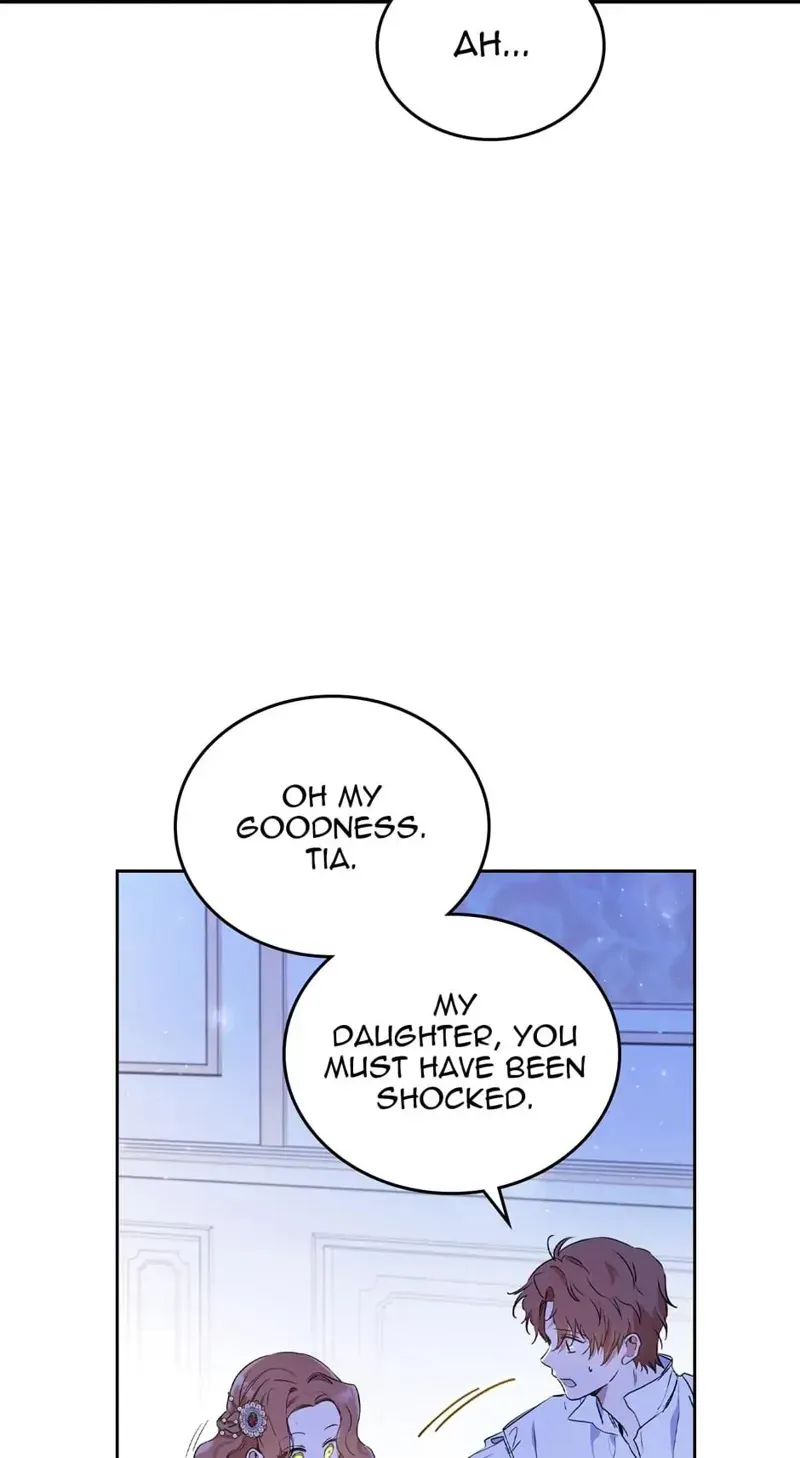 AH...
OH MY
GOODNESS.
TIA.
MY
DAUGHTER, YOU
MUST HAVE BEEN
SHOCKED.